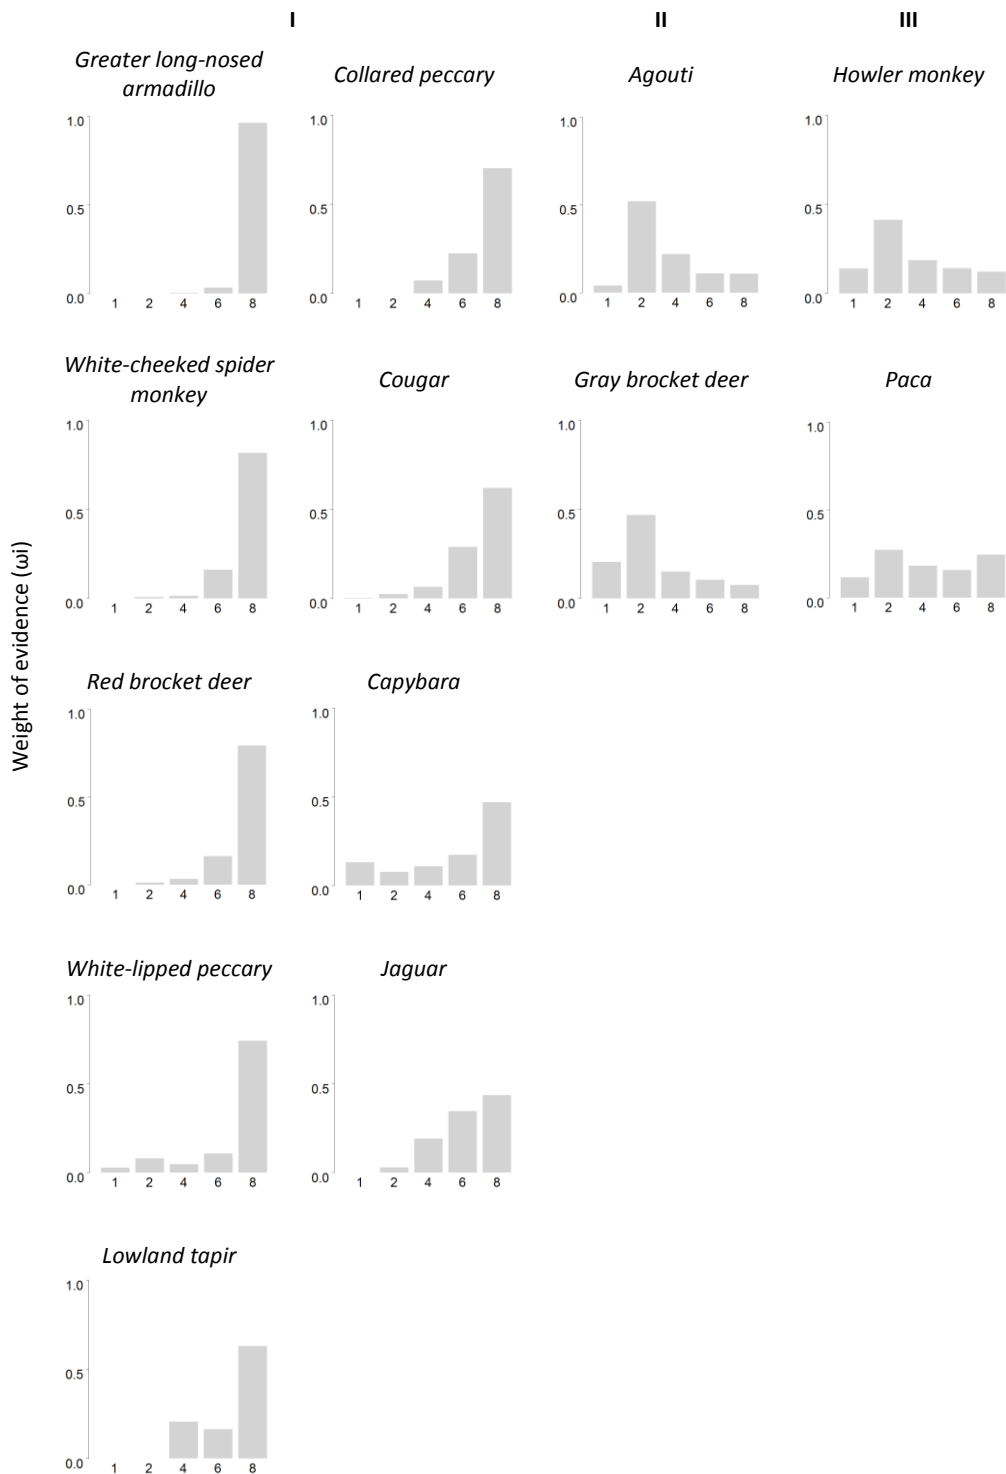 I II III
Greater long-nosed
armadillo
Collared peccary
Agouti
Howler monkey
1.0
0.5
0.0
1 2 4 6 8
1.0
0.5
0.0
1 2 4 6 8
1.0
0.5
0.0
1 2 4 6 8
1.0
0.5
0.0
1 2 4 6 8
White-cheeked spider
monkey
Cougar
Gray brocket deer
Paca
1.0
0.5
0.0
1 2 4 6 8
1.0
0.5
0.0
1 2 4 6 8
1.0
0.5
0.0
1 2 4 6 8
1.0
0.5
0.0
1 2 4 6 8
Weight of evidence (ωi)
Red brocket deer
Capybara
1.0
0.5
0.0
1 2 4 6 8
1.0
0.5
0.0
1 2 4 6 8
White-lipped peccary
Jaguar
1.0
0.5
0.0
1 2 4 6 8
1.0
0.5
0.0
1 2 4 6 8
Lowland tapir
1.0
0.5
0.0
1 2 4 6 8